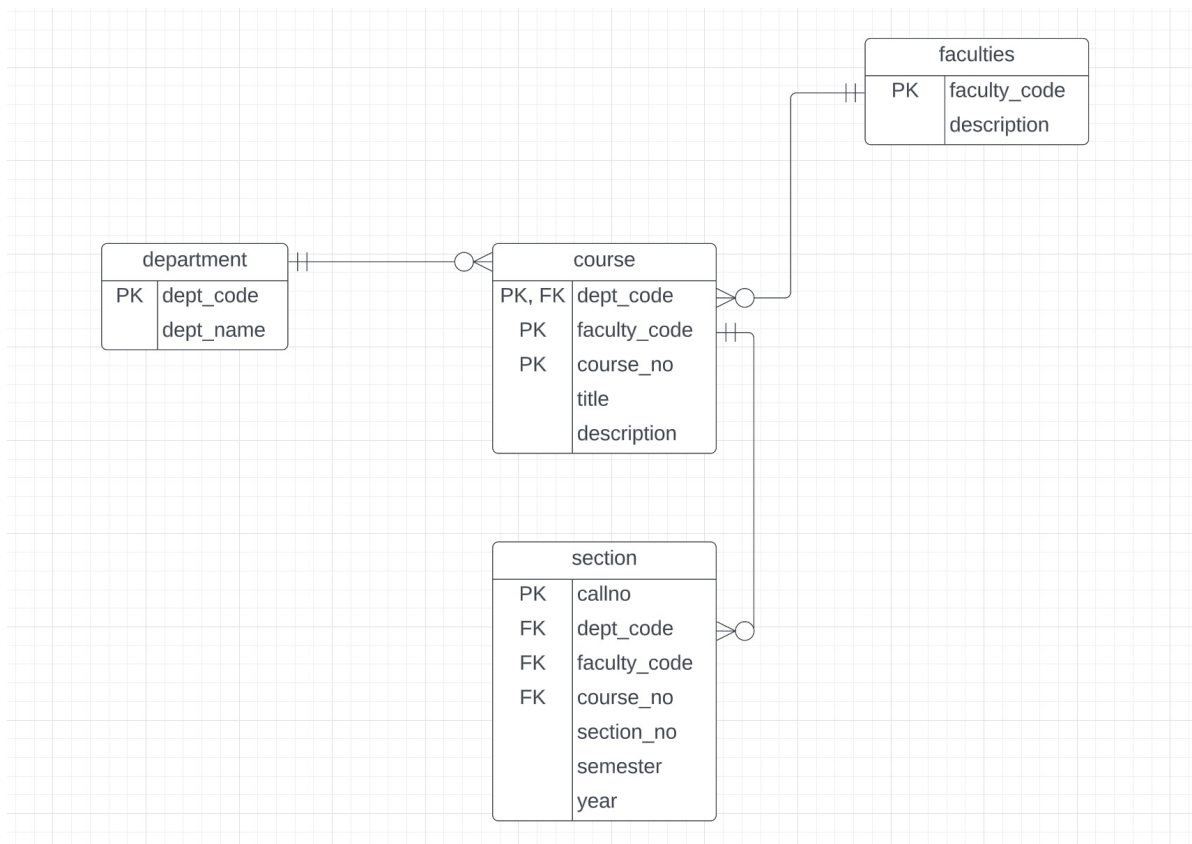 faculties
PK faculty_code
description
department
PK dept_code
dept_name
course
PK, FK dept_code
PK faculty_code
PK course_no
title
description
section
PK callno
FK dept_code
FK faculty_code
FK course_no
section_no
semester
year